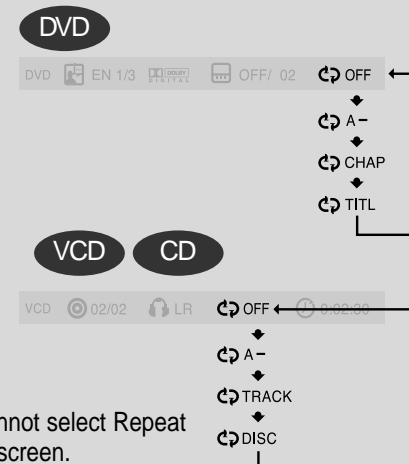 DVD
DVD EN 1/3 DOLBY DIGITAL OFF/ 02 OFF
A-
CHAP
TITL
VCD CD
VCD 02/02 LR OFF 0:02:30
A-
TRACK
nnot select Repeat
DISC
screen.